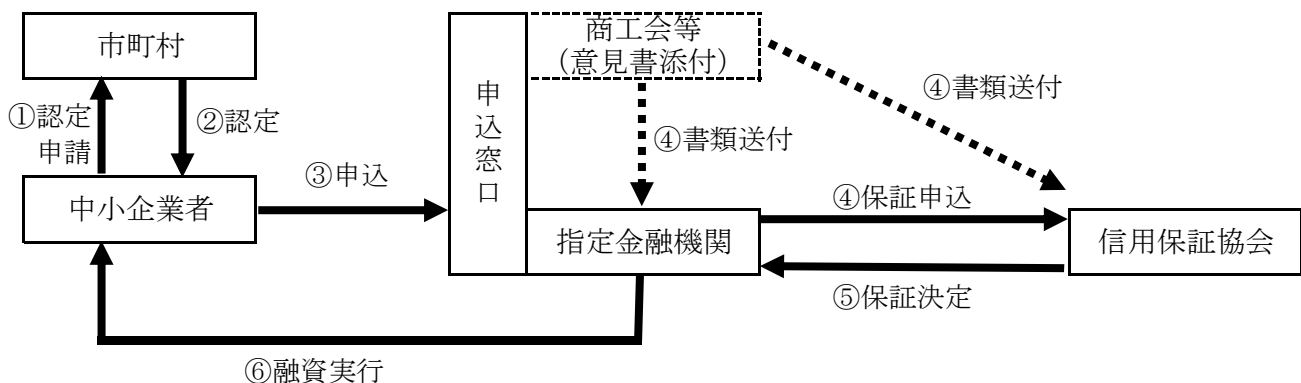 市町村
商工会等
（意見書添付）
①認定
申請
②認定
④書類送付
④書類送付
申込窓口
中小企業者
③申込
④保証申込
指定金融機関
信用保証協会
⑤保証決定
⑥融資実行